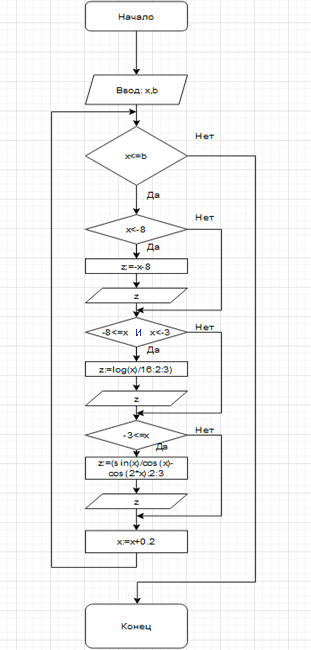 Начало
Ввод: x,b
Нет
x<=b
Да
Нет
x<-8
Да
z:=-x-8
z
Нет
-8<=x И x<-3
Да
z:=log(x)/16:2:3)
z
Нет
-3<=x
Да
z:=(sin(x)/cos(x)-
cos(2*x):2:3
z
x:=x+0.2
Конец